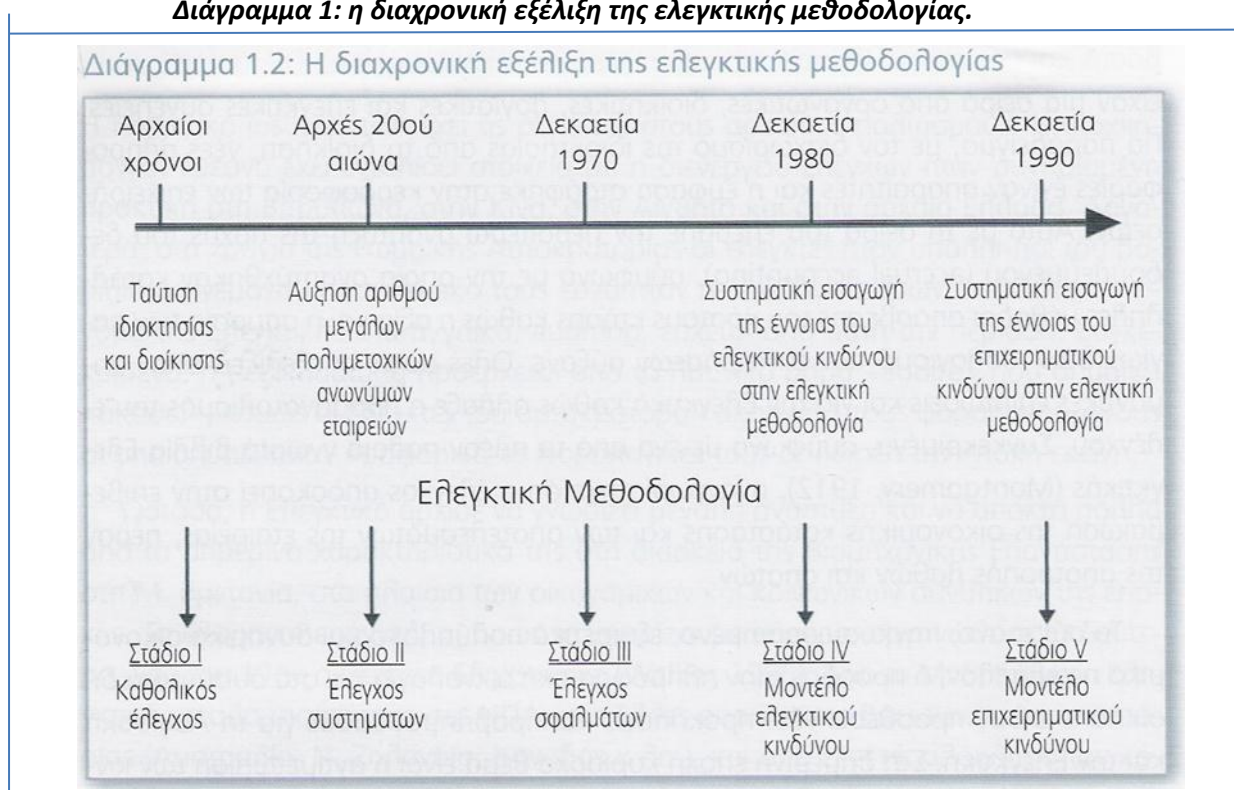 Διάγραμμα 1: η διαχρονική εξέλιξη της ελεγκτικής μεθοδολογίας.
Διάγραμμα 1.2: Η διαχρονική εξέλιξη της ελεγκτικής μεθοδολογίας
Αρχαίοι
χρόνοι
Αρχές 20ού
αιώνα
Δεκαετία
1970
Δεκαετία
1980
Δεκαετία
1990
Ταύτιση
ιδιοκτησίας
και διοίκησης
Αύξηση αριθμού
μεγάλων
πολυμετοχικών
ανωνύμων
εταιρειών
Συστηματική εισαγωγή
της έννοιας του
ελεγκτικού κινδύνου
στην ελεγκτική
μεθοδολογία
Συστηματική εισαγωγή
της έννοιας του
επιχειρηματικού
κινδύνου στην ελεγκτική
μεθοδολογία
Ελεγκτική Μεθοδολογία
Στάδιο I
Καθολικός
έλεγχος
Στάδιο II
Έλεγχος
συστημάτων
Στάδιο III
Έλεγχος
σφαλμάτων
Στάδιο IV
Μοντέλο
ελεγκτικού
κινδύνου
Στάδιο V
Μοντέλο
επιχειρηματικού
κινδύνου